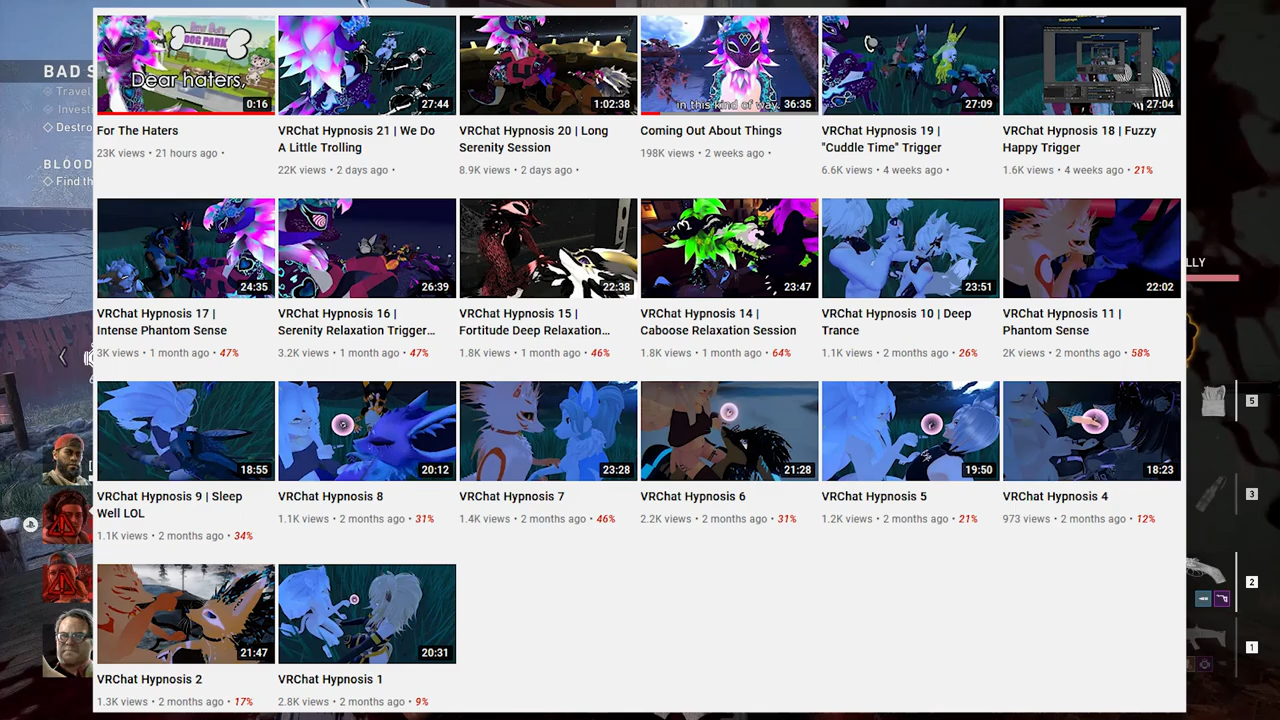 BAD S
Travel
Investi
Destro
BLOOD
Find th
LLY
5
3
2
1
DOG PARK
Dear haters,
0:16
For The Haters
23K views • 21 hours ago •
27:44
VRChat Hypnosis 21 | We Do
A Little Trolling
22K views • 2 days ago •
1:02:38
VRChat Hypnosis 20 | Long
Serenity Session
8.9K views • 2 days ago •
in this kind of way.
36:35
Coming Out About Things
198K views • 2 weeks ago •
27:09
VRChat Hypnosis 19 |
"Cuddle Time" Trigger
6.6K views • 4 weeks ago •
27:04
VRChat Hypnosis 18 | Fuzzy
Happy Trigger
1.6K views • 4 weeks ago • 21%
24:35
VRChat Hypnosis 17 |
Intense Phantom Sense
3K views • 1 month ago • 47%
26:39
VRChat Hypnosis 16 |
Serenity Relaxation Trigger...
3.2K views • 1 month ago • 47%
22:38
VRChat Hypnosis 15 |
Fortitude Deep Relaxation...
1.8K views • 1 month ago • 46%
23:47
VRChat Hypnosis 14 |
Caboose Relaxation Session
1.8K views • 1 month ago • 64%
23:51
VRChat Hypnosis 10 | Deep
Trance
1.1K views • 2 months ago • 26%
22:02
VRChat Hypnosis 11 |
Phantom Sense
2K views • 2 months ago • 58%
18:55
VRChat Hypnosis 9 | Sleep
Well LOL
1.1K views • 2 months ago • 34%
20:12
VRChat Hypnosis 8
1.1K views • 2 months ago • 31%
23:28
VRChat Hypnosis 7
1.4K views • 2 months ago • 46%
21:28
VRChat Hypnosis 6
2.2K views • 2 months ago • 31%
19:50
VRChat Hypnosis 5
1.2K views • 2 months ago • 21%
18:23
VRChat Hypnosis 4
973 views • 2 months ago • 12%
21:47
VRChat Hypnosis 2
1.3K views • 2 months ago • 17%
20:31
VRChat Hypnosis 1
2.8K views • 2 months ago • 9%